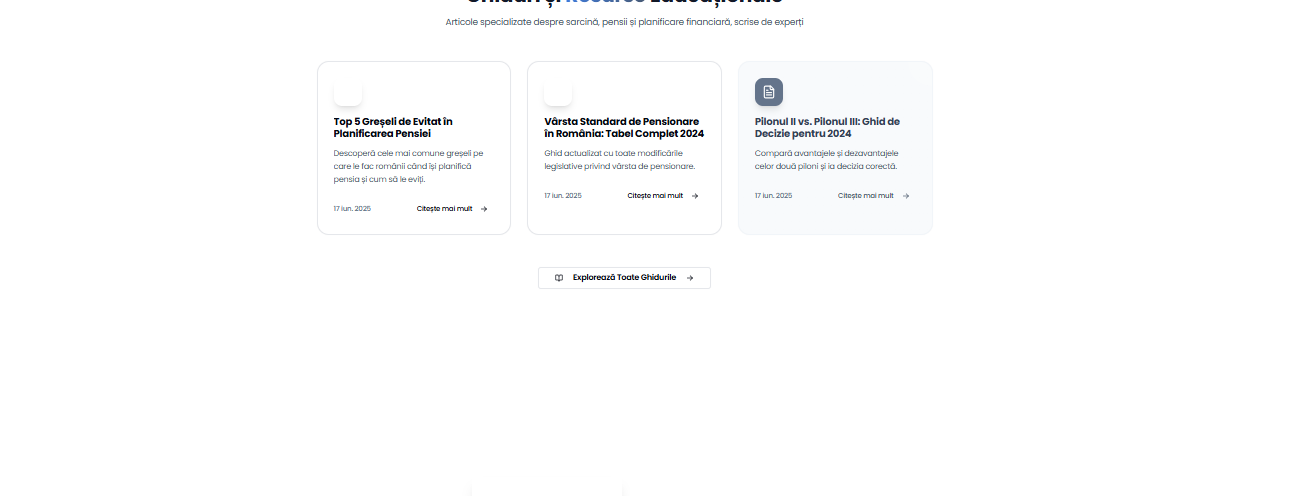 Ghiduri și Resurse Educaționale
Articole specializate despre sarcină, pensii și planificare financiară, scrise de experți
Top 5 Greșeli de Evitat în
Planificarea Pensiei
Descoperă cele mai comune greșeli pe
care le fac românii când își planifică
pensia și cum să le eviți.
17 iun. 2025
Citește mai mult
Vârsta Standard de Pensionare
în România: Tabel Complet 2024
Ghid actualizat cu toate modificările
legislative privind vârsta de pensionare.
17 iun. 2025
Citește mai mult
Pilonul II vs. Pilonul III: Ghid de
Decizie pentru 2024
Compară avantajele și dezavantajele
celor două piloni și ia decizia corectă.
17 iun. 2025
Citește mai mult
Explorează Toate Ghidurile